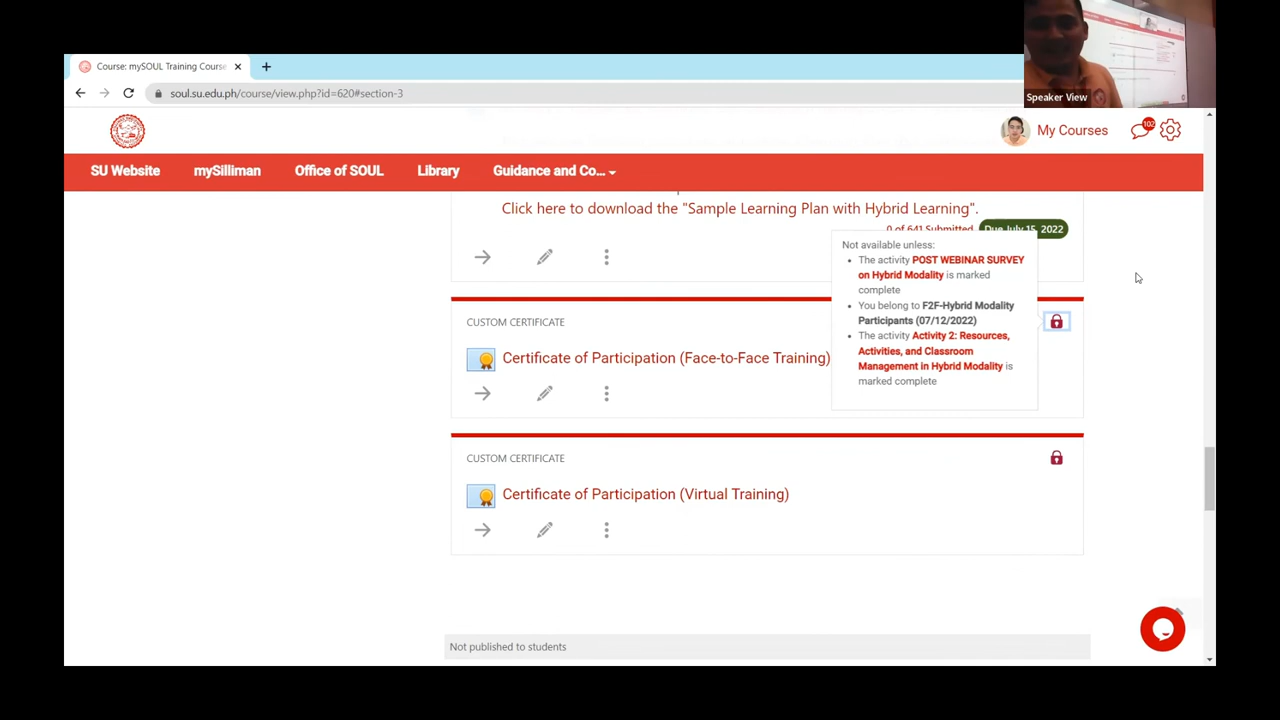 Course: mySOUL Training Course
soul.su.edu.ph/course/view.php?id=620#section-3
Speaker View
My Courses
102
SU Website
mySilliman
Office of SOUL
Library
Guidance and Co...
Click here to download the "Sample Learning Plan with Hybrid Learning".
0 of 641 Submitted
Due July 15, 2022
Not available unless:
The activity POST WEBINAR SURVEY
on Hybrid Modality is marked
complete
You belong to F2F-Hybrid Modality
Participants (07/12/2022)
The activity Activity 2: Resources,
Activities, and Classroom
Management in Hybrid Modality is
marked complete
CUSTOM CERTIFICATE
Certificate of Participation (Face-to-Face Training)
CUSTOM CERTIFICATE
Certificate of Participation (Virtual Training)
Not published to students